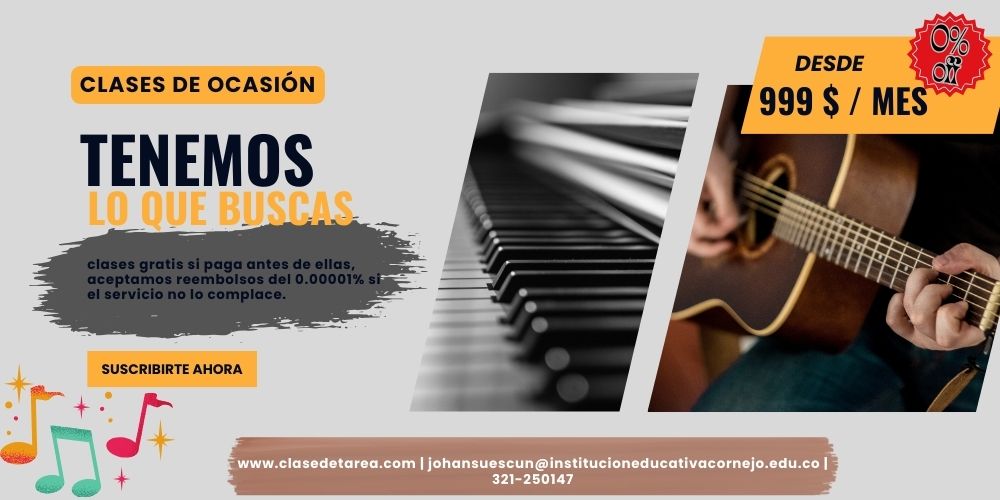 CLASES DE OCASIÓN
TENEMOS
LO QUE BUSCAS
clases gratis si paga antes de ellas,
aceptamos reembolsos del 0.00001% si
el servicio no lo complace.
SUSCRIBIRTE AHORA
DESDE
999 $ / MES
0%
off
www.clasedetarea.com | johansuescun@institucioneducativacornejo.edu.co |
321-250147